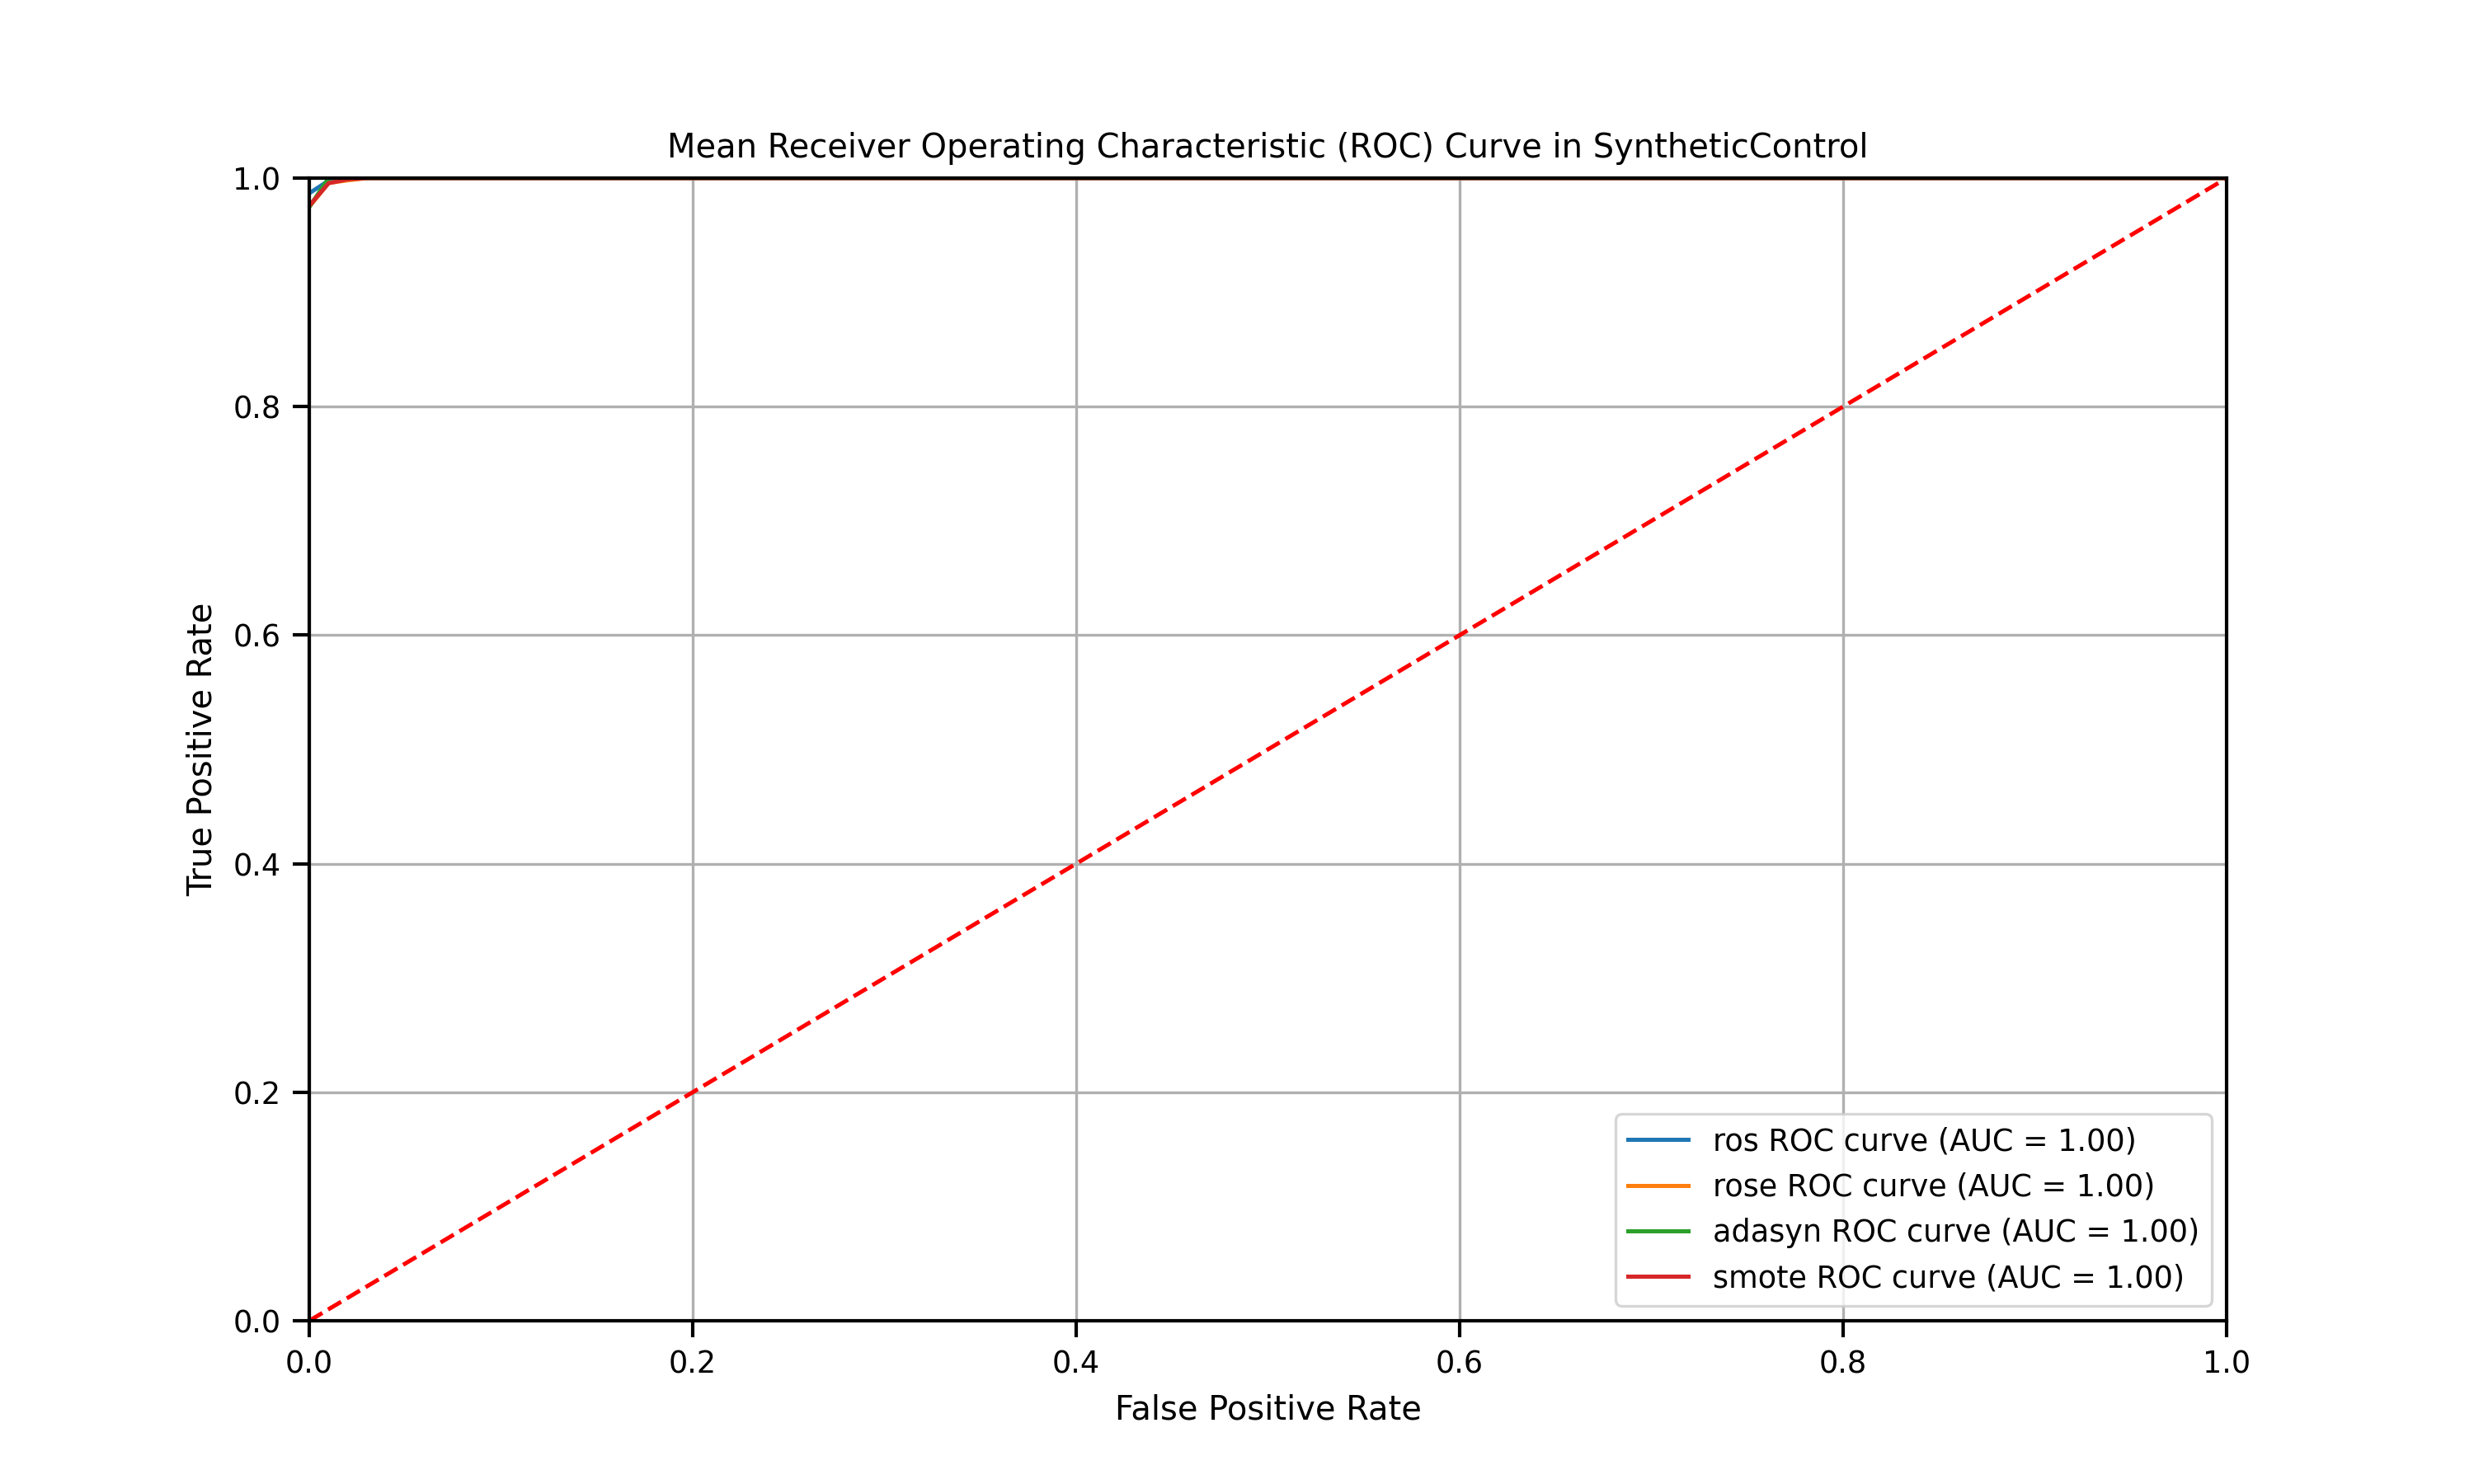 Mean Receiver Operating Characteristic (ROC) Curve in SyntheticControl
1.0
0.8
0.6
0.4
0.2
0.0
True Positive Rate
0.0 0.2 0.4 0.6 0.8 1.0
False Positive Rate
ros ROC curve (AUC = 1.00)
rose ROC curve (AUC = 1.00)
adasyn ROC curve (AUC = 1.00)
smote ROC curve (AUC = 1.00)